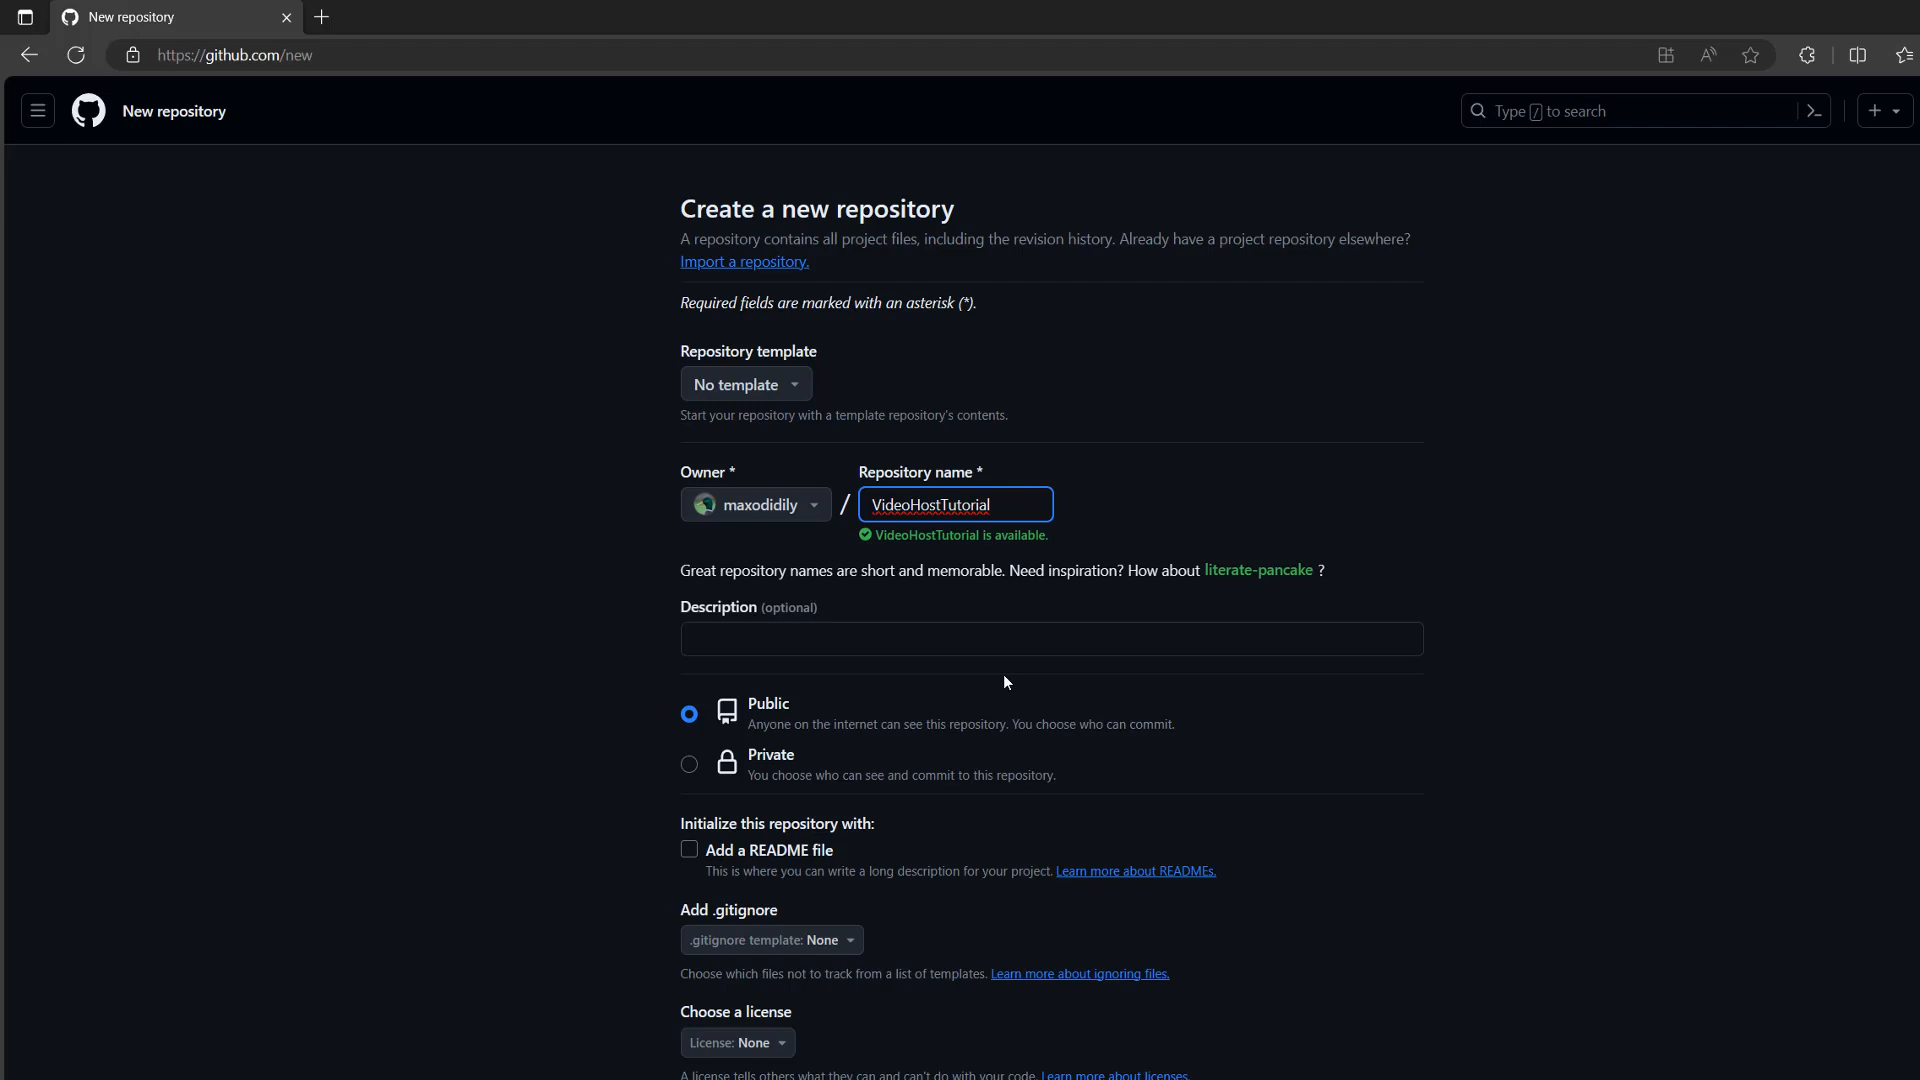 New repository
https://github.com/new
New repository
Type / to search
Create a new repository
A repository contains all project files, including the revision history. Already have a project repository elsewhere?
Import a repository.
Required fields are marked with an asterisk (*).
Repository template
No template
Start your repository with a template repository's contents.
Owner * Repository name *
maxodidily / VideoHostTutorial
VideoHostTutorial is available.
Great repository names are short and memorable. Need inspiration? How about literate-pancake ?
Description (optional)
Public
Anyone on the internet can see this repository. You choose who can commit.
Private
You choose who can see and commit to this repository.
Initialize this repository with:
Add a README file
This is where you can write a long description for your project. Learn more about READMEs.
Add .gitignore
.gitignore template: None
Choose which files not to track from a list of templates. Learn more about ignoring files.
Choose a license
License: None
A license tells others what they can and can't do with your code. Learn more about licenses.